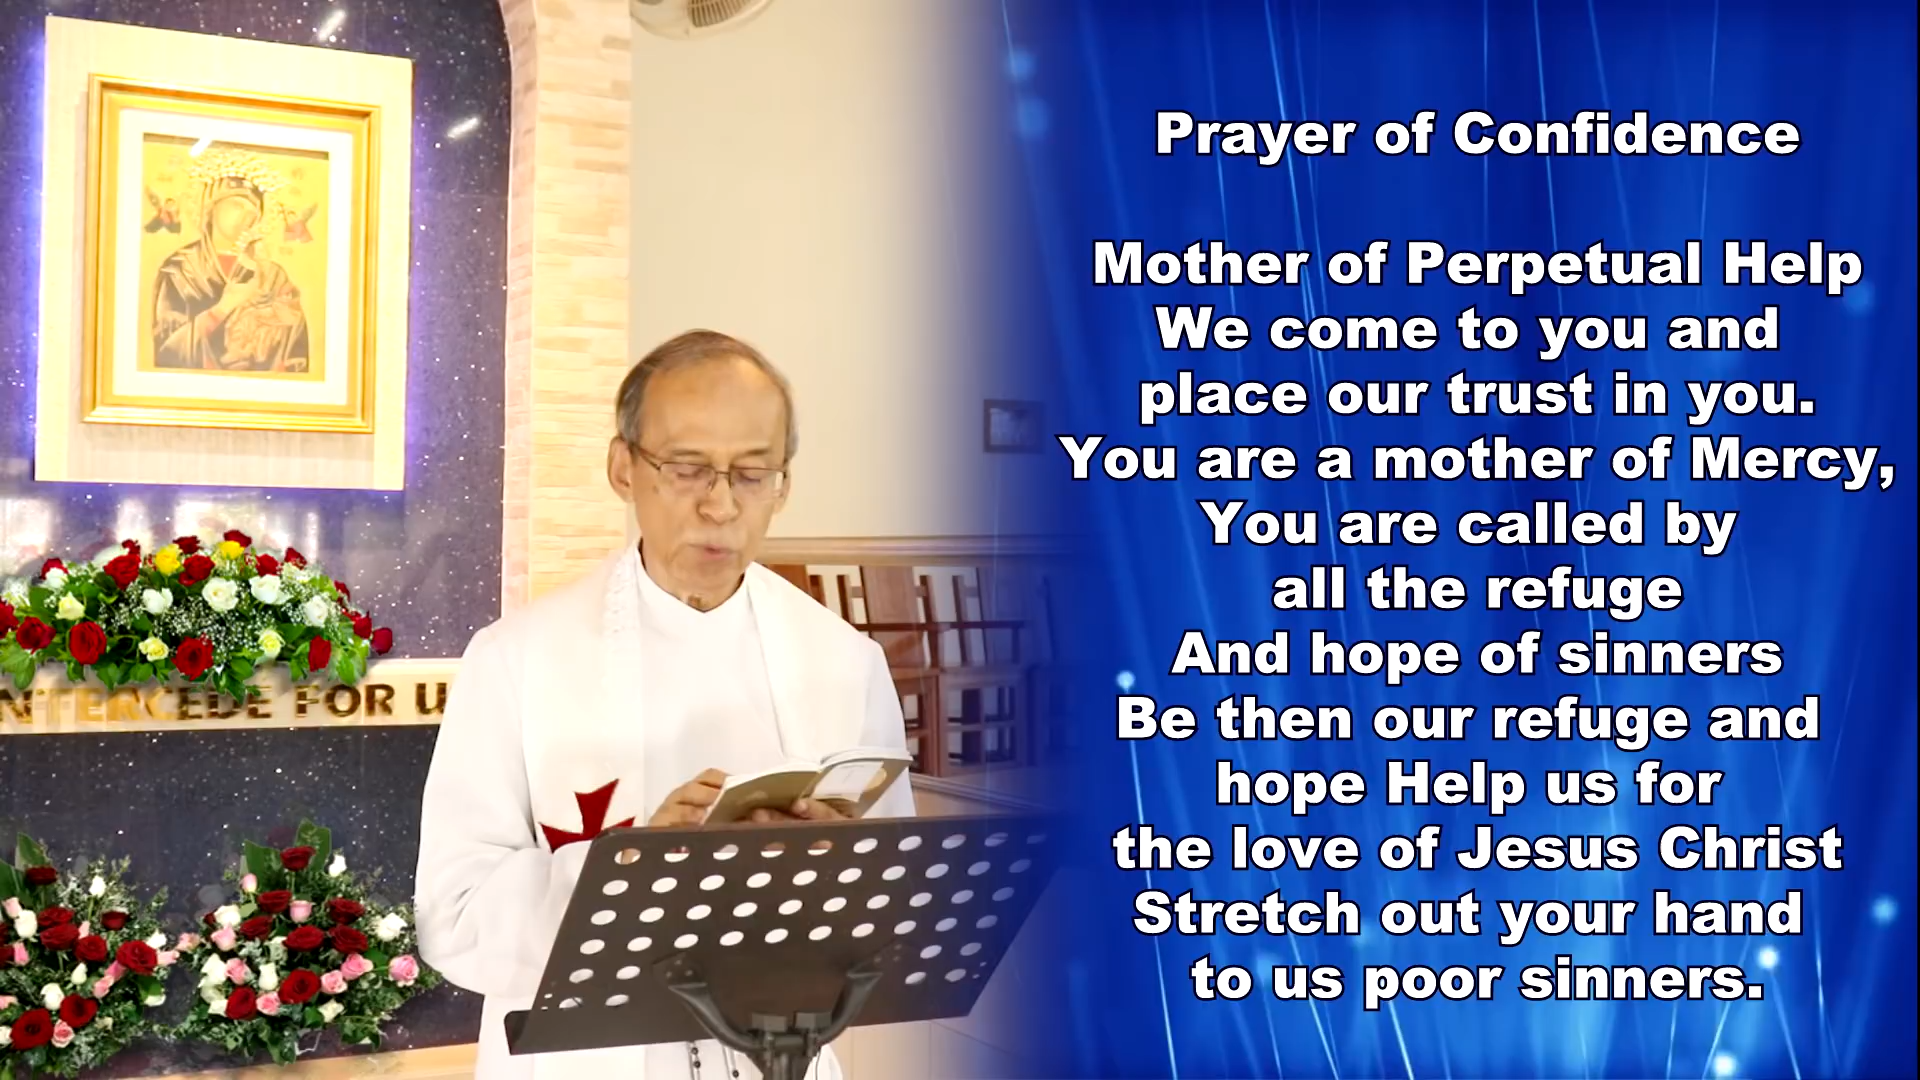 Prayer of Confidence
Mother of Perpetual Help
We come to you and
place our trust in you.
You are a mother of Mercy,
You are called by
all the refuge
And hope of sinners
Be then our refuge and
hope Help us for
the love of Jesus Christ
Stretch out your hand
to us poor sinners.
NTERCEDE FOR U